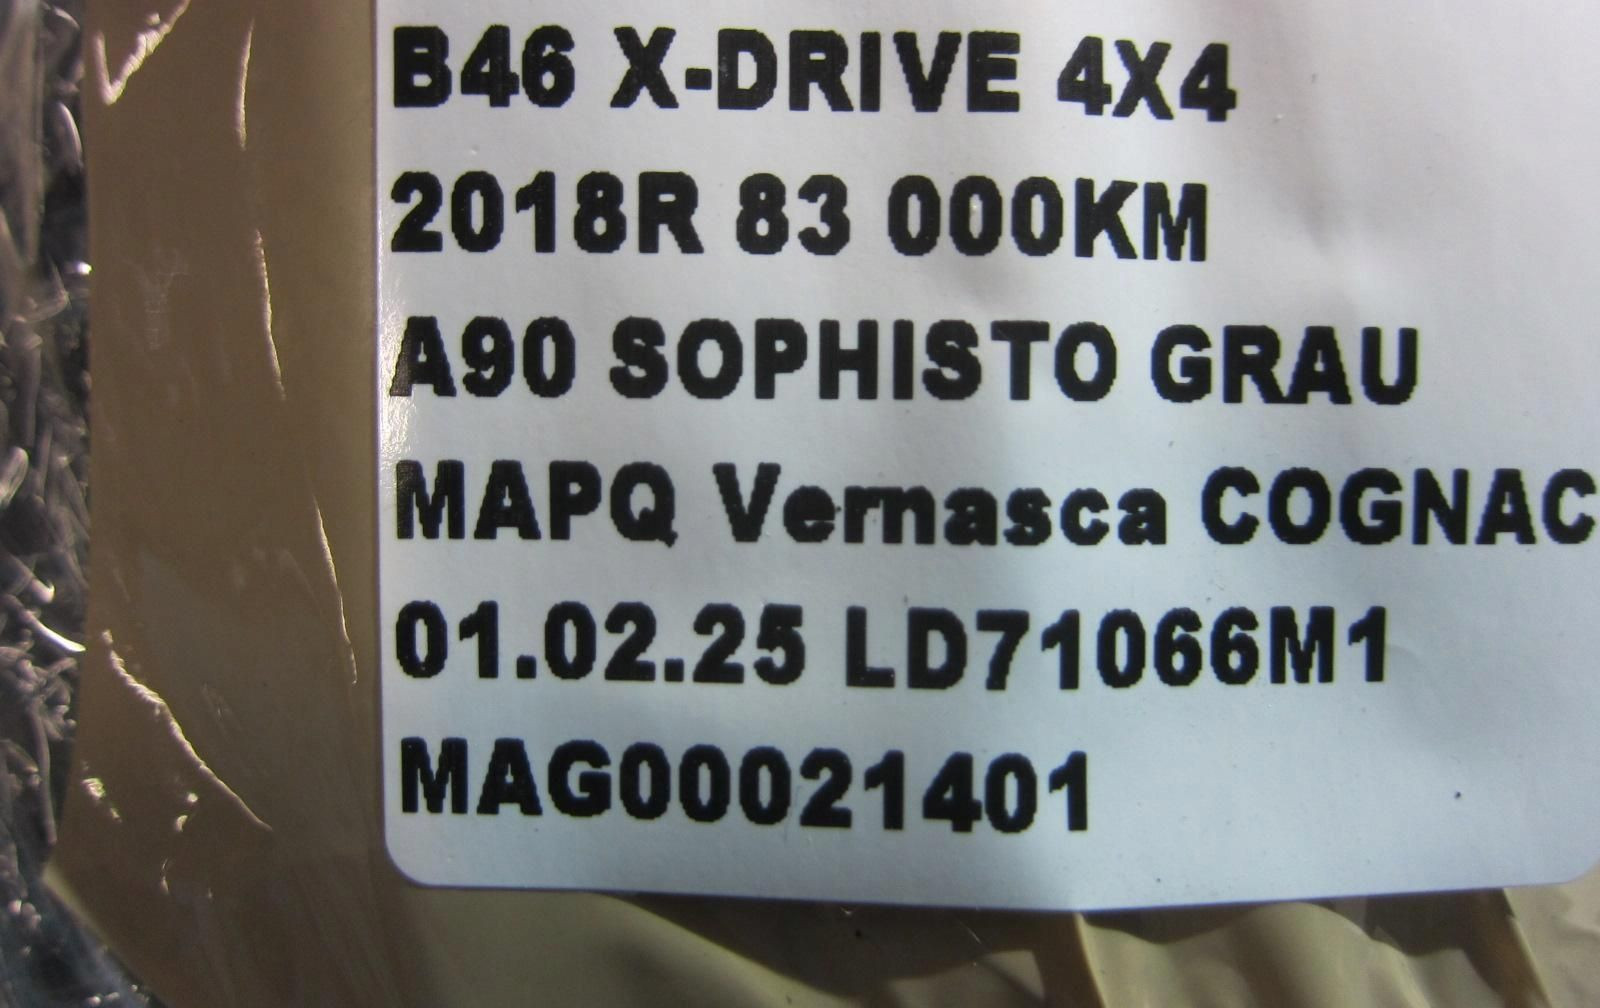 B46 X-DRIVE 4X4
2018R 83 000KM
A90 SOPHISTO GRAU
MAPQ Vernasca COGNAC
01.02.25 LD71066M1
MAG00021401